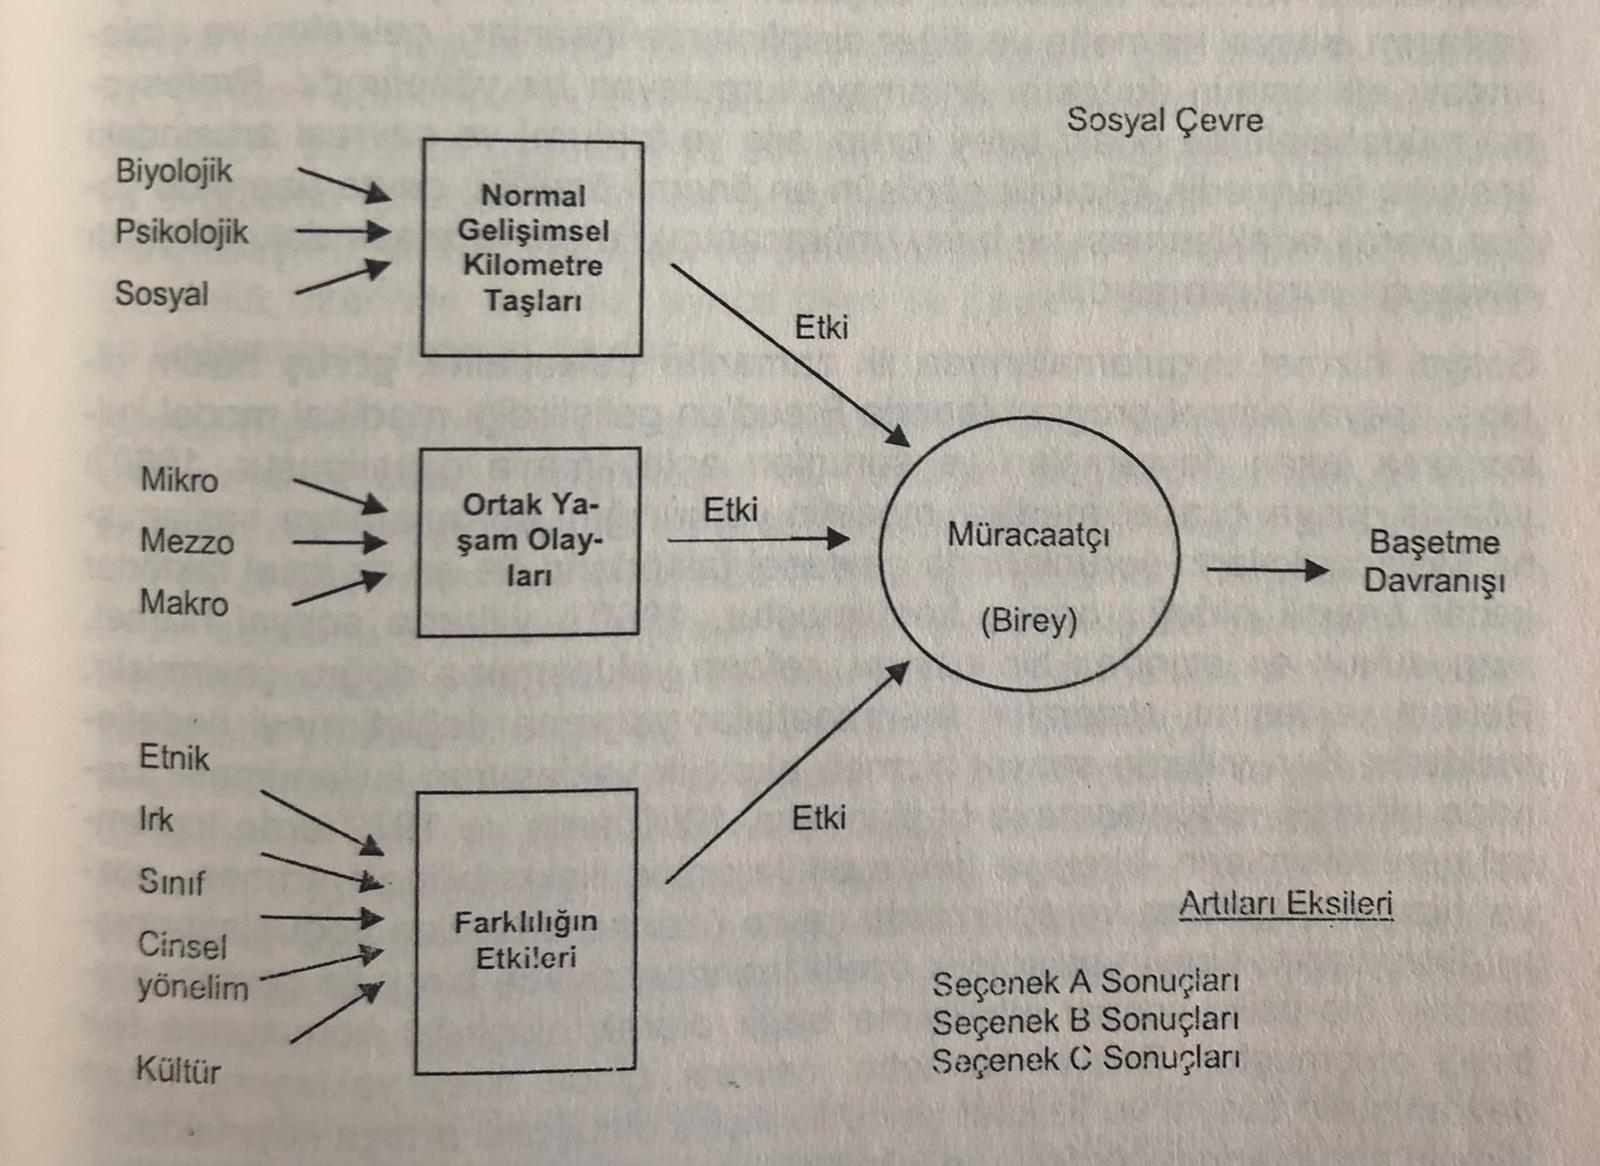 Sosyal Çevre
Biyolojik
Psikolojik
Sosyal
Normal
Gelişimsel
Kilometre
Taşları
Etki
Mikro
Mezzo
Makro
Ortak Ya-
şam Olay-
ları
Etki
Müracaatçı
(Birey)
Başetme
Davranışı
Etnik
Irk
Sınıf
Cinsel
yönelim
Kültür
Farklılığın
Etkileri
Etki
Artıları Eksileri
Seçenek A Sonuçları
Seçenek B Sonuçları
Seçenek C Sonuçları